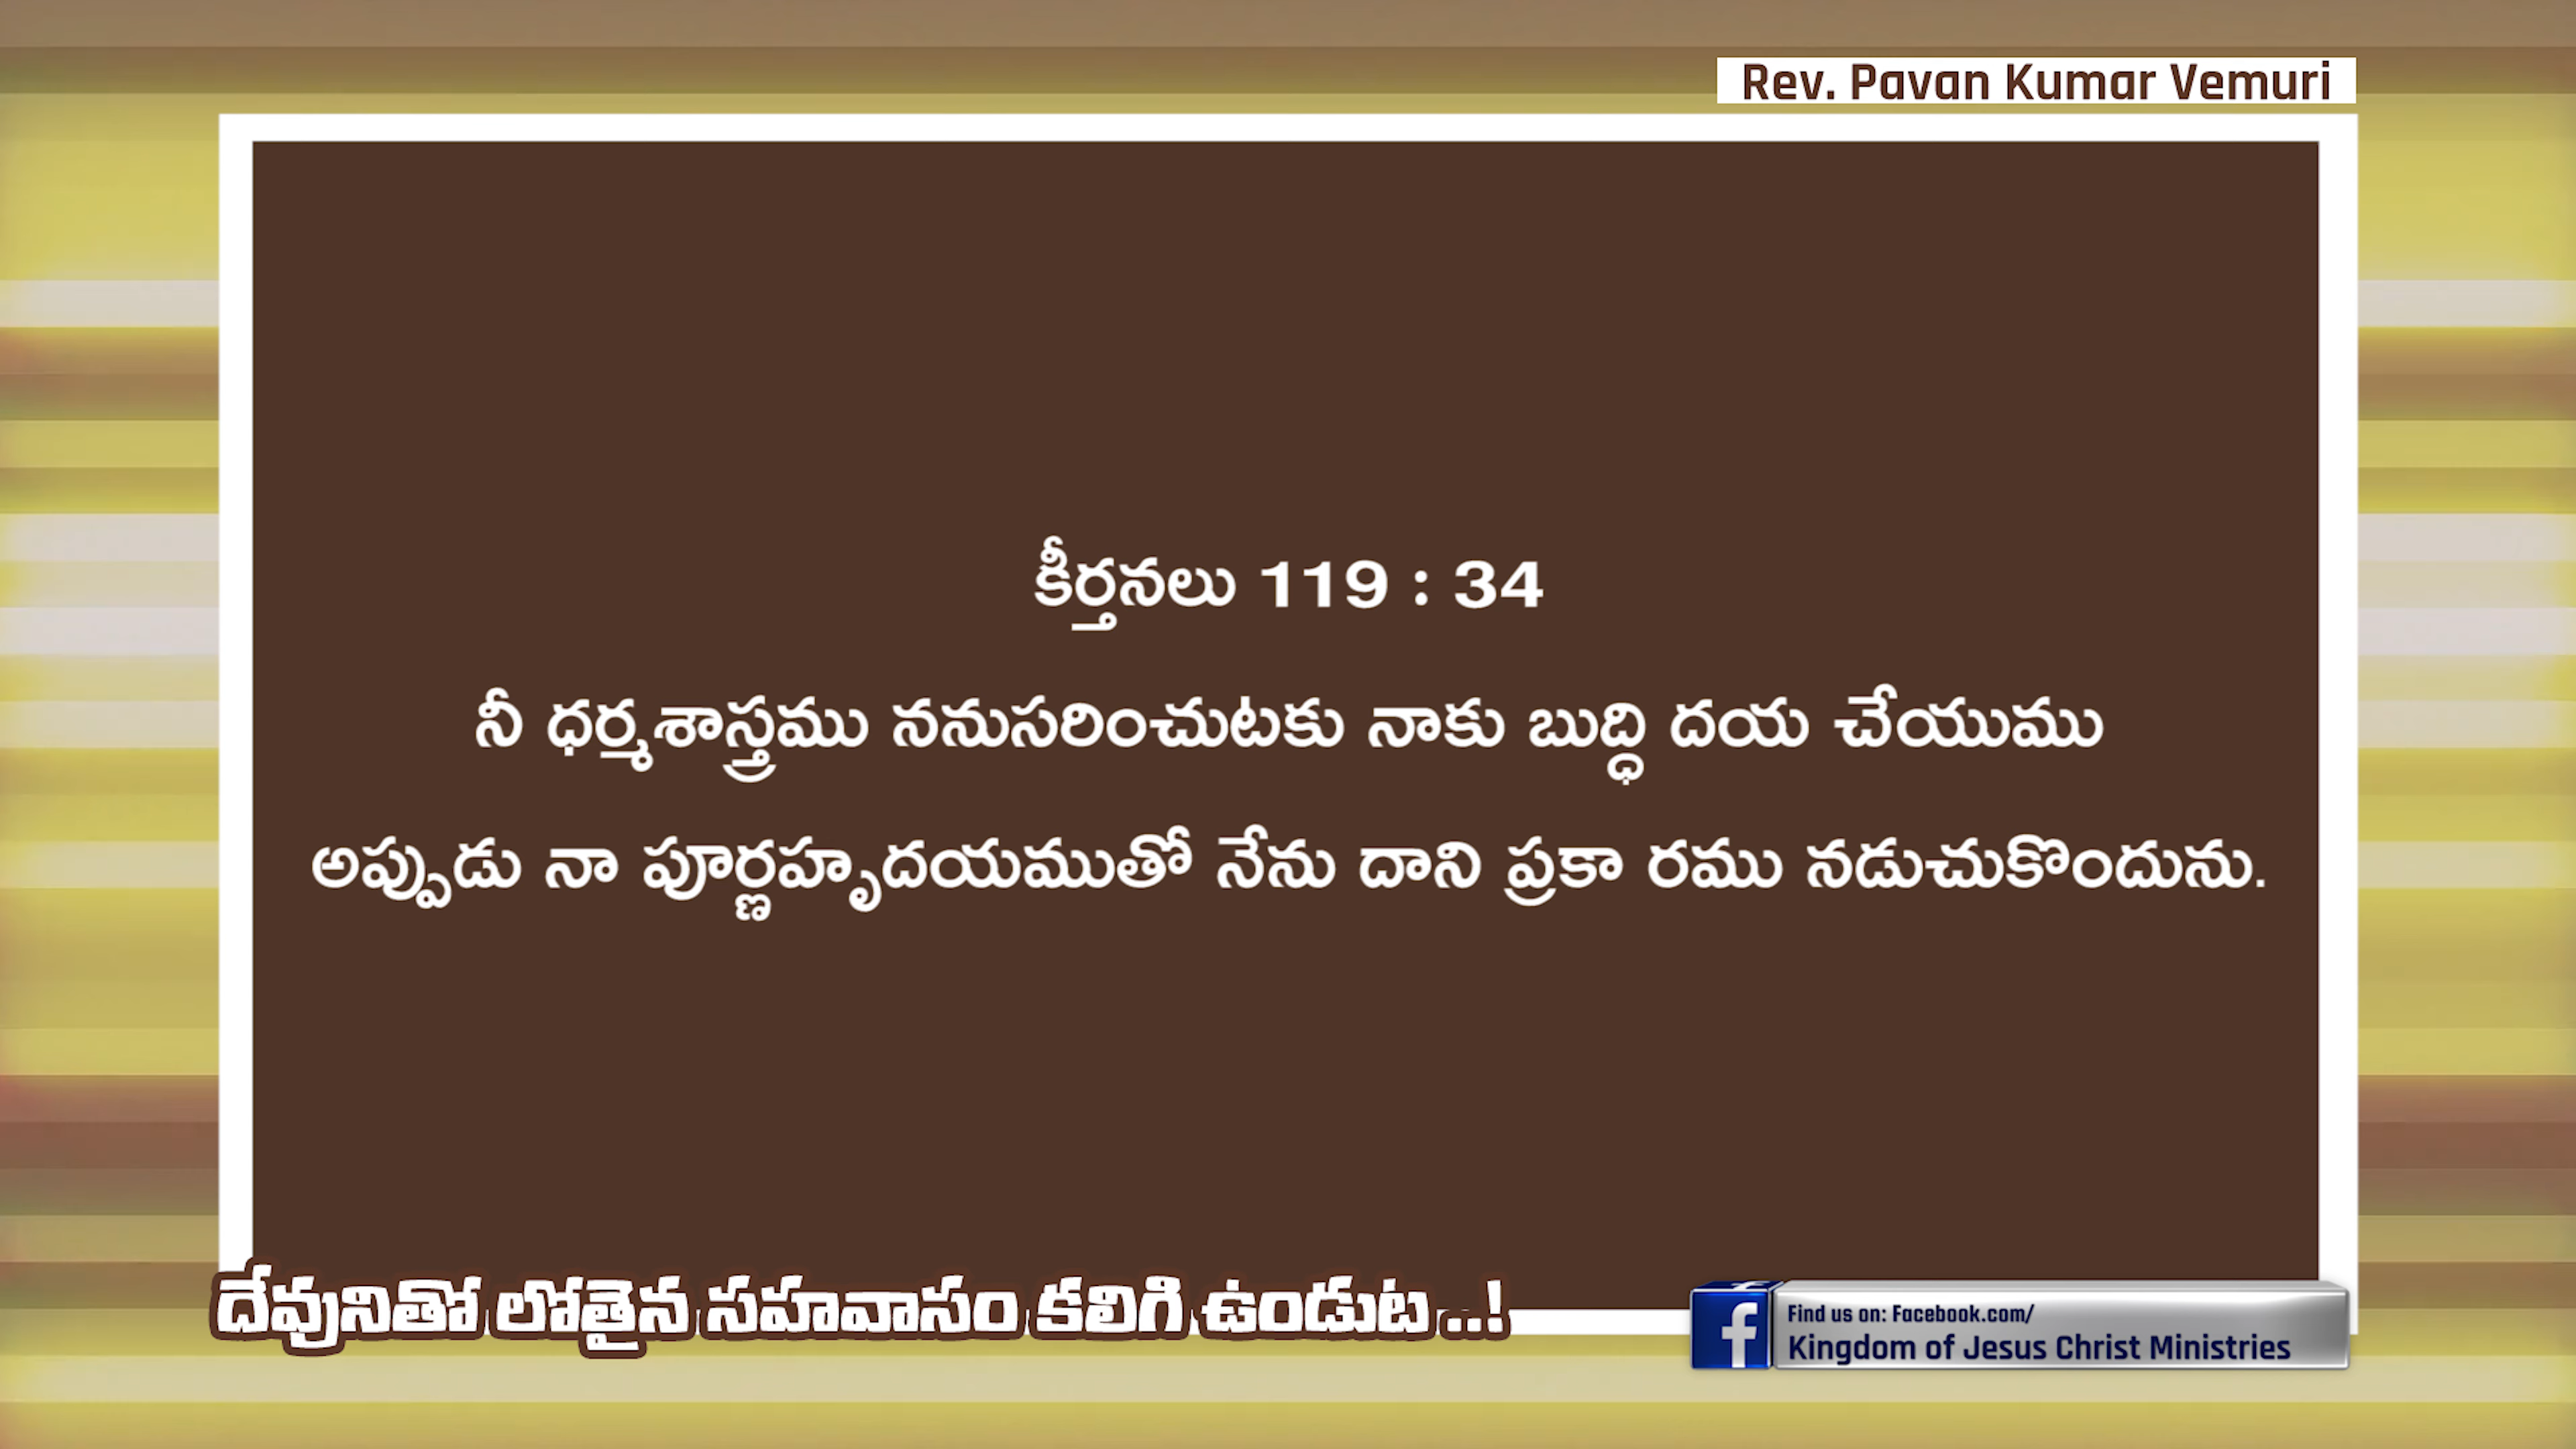 Rev. Pavan Kumar Vemuri
కీర్తనలు 119 : 34
నీ ధర్మశాస్త్రము ననుసరించుటకు నాకు బుద్ధి దయ చేయుము
అప్పుడు నా పూర్ణహృదయముతో నేను దాని ప్రకా రము నడుచుకొందును.
దేవునితో లోతైన సహవాసం కలిగి ఉండుట ..!
Find us on: Facebook.com/
Kingdom of Jesus Christ Ministries